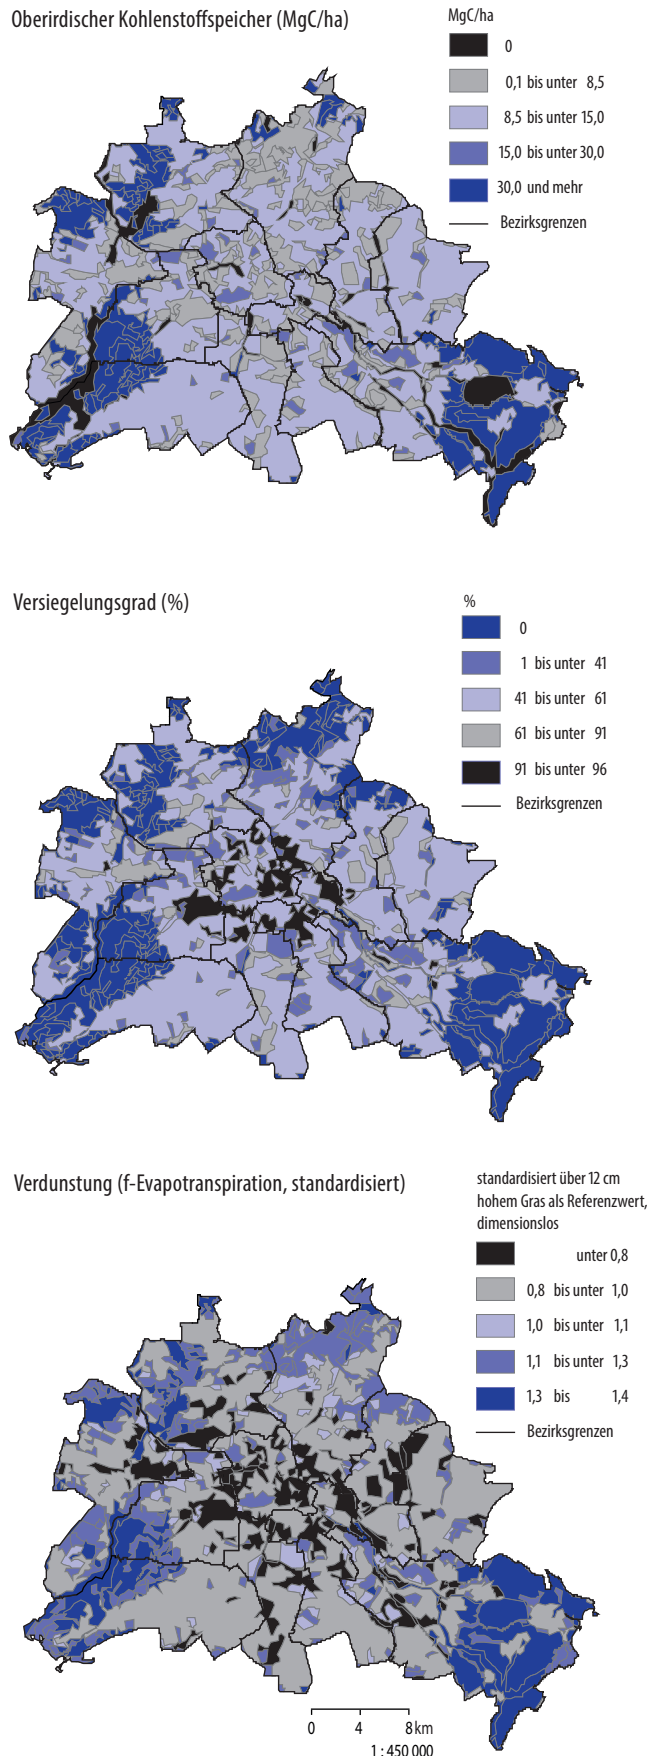 Oberirdischer Kohlenstoffspeicher (MgC/ha)
MgC/ha
0
0,1 bis unter 8,5
8,5 bis unter 15,0
15,0 bis unter 30,0
30,0 und mehr
Bezirksgrenzen
Versiegelungsgrad (%)
%
0
1 bis unter 41
41 bis unter 61
61 bis unter 91
91 bis unter 96
Bezirksgrenzen
Verdunstung (f-Evapotranspiration, standardisiert)
standardisiert über 12 cm
hohem Gras als Referenzwert,
dimensionslos
unter 0,8
0,8 bis unter 1,0
1,0 bis unter 1,1
1,1 bis unter 1,3
1,3 bis 1,4
Bezirksgrenzen
0 4 8 km
1 : 450 000